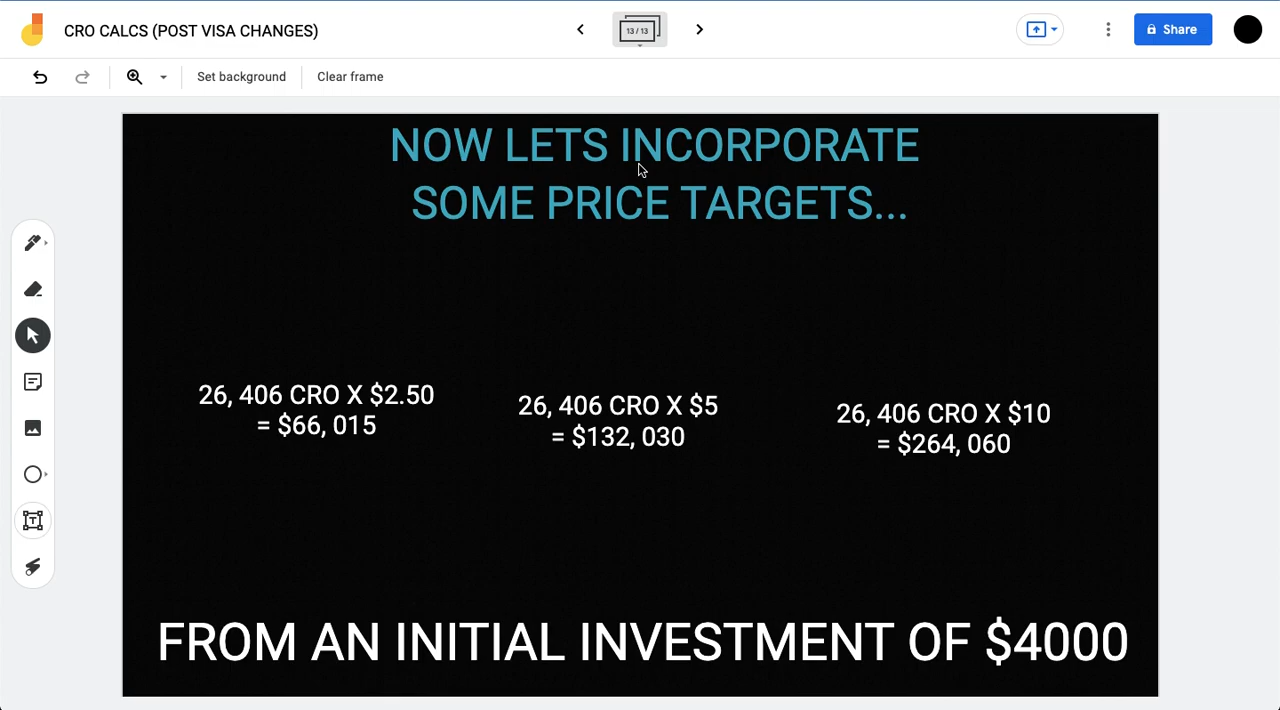 CRO CALCS (POST VISA CHANGES)
13 / 13
Share
Set background
Clear frame
NOW LETS INCORPORATE
SOME PRICE TARGETS...
26, 406 CRO X $2.50
= $66, 015
26, 406 CRO X $5
= $132, 030
26, 406 CRO X $10
= $264, 060
FROM AN INITIAL INVESTMENT OF $4000